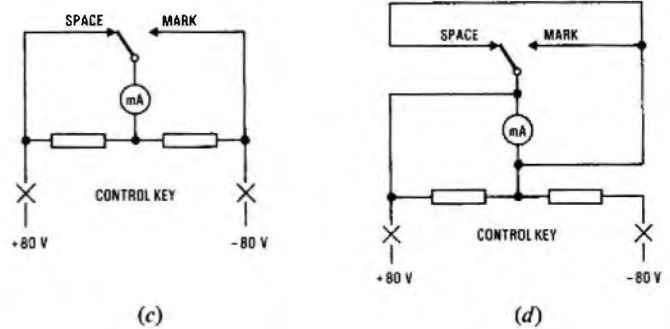 SPACE MARK
mA
CONTROL KEY
+80 V -80 V
(c)
SPACE MARK
mA
CONTROL KEY
+80 V -80 V
(d)